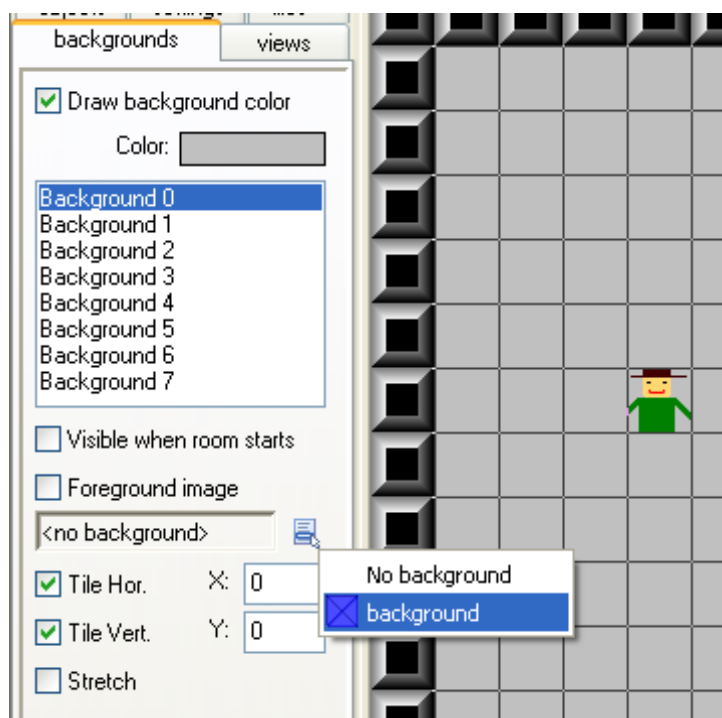 backgrounds
views
Draw background color
Color:
Background 0
Background 1
Background 2
Background 3
Background 4
Background 5
Background 6
Background 7
Visible when room starts
Foreground image
<no background>
No background
Tile Hor. X: 0
background
Tile Vert. Y: 0
Stretch